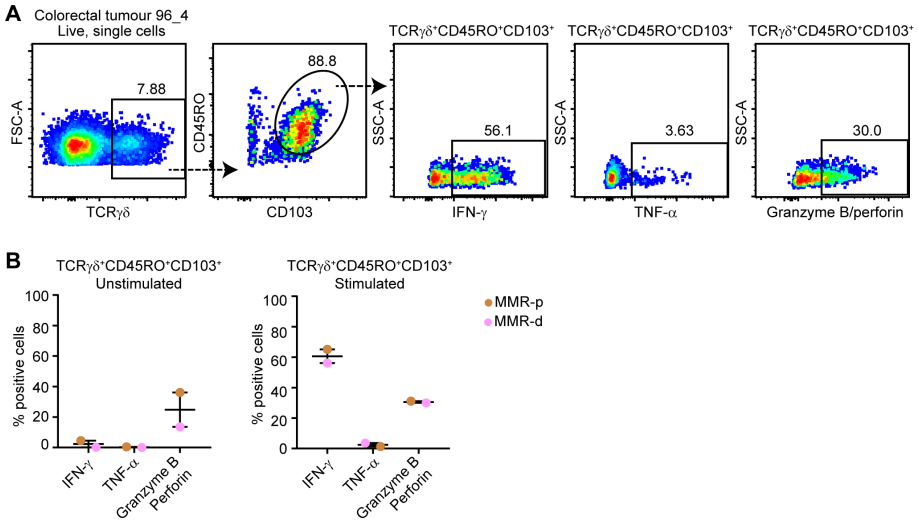 A
Colorectal tumour 96_4
Live, single cells
TCRγδ⁺CD45RO⁺CD103⁺
TCRγδ⁺CD45RO⁺CD103⁺
TCRγδ⁺CD45RO⁺CD103⁺
7.88
88.8
56.1
3.63
30.0
FSC-A
CD45RO
SSC-A
SSC-A
SSC-A
TCRγδ
CD103
IFN-γ
TNF-α
Granzyme B/perforin
B
TCRγδ⁺CD45RO⁺CD103⁺
Unstimulated
% positive cells
100
80
60
40
20
0
IFN-γ
TNF-α
Granzyme B
Perforin
TCRγδ⁺CD45RO⁺CD103⁺
Stimulated
% positive cells
100
80
60
40
20
0
IFN-γ
TNF-α
Granzyme B
Perforin
MMR-p
MMR-d